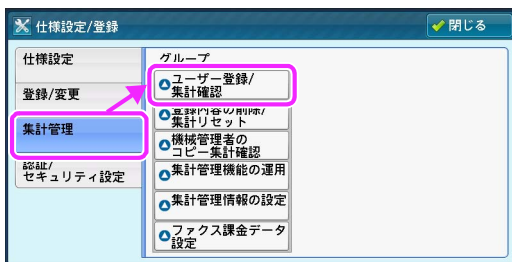 仕様設定/登録
閉じる
仕様設定
登録/変更
集計管理
認証/
セキュリティ設定
グループ
ユーザー登録/
集計確認
登録内容の削除/
集計リセット
機械管理者の
コピー集計確認
集計管理機能の運用
集計管理情報の設定
ファクス課金データ
設定